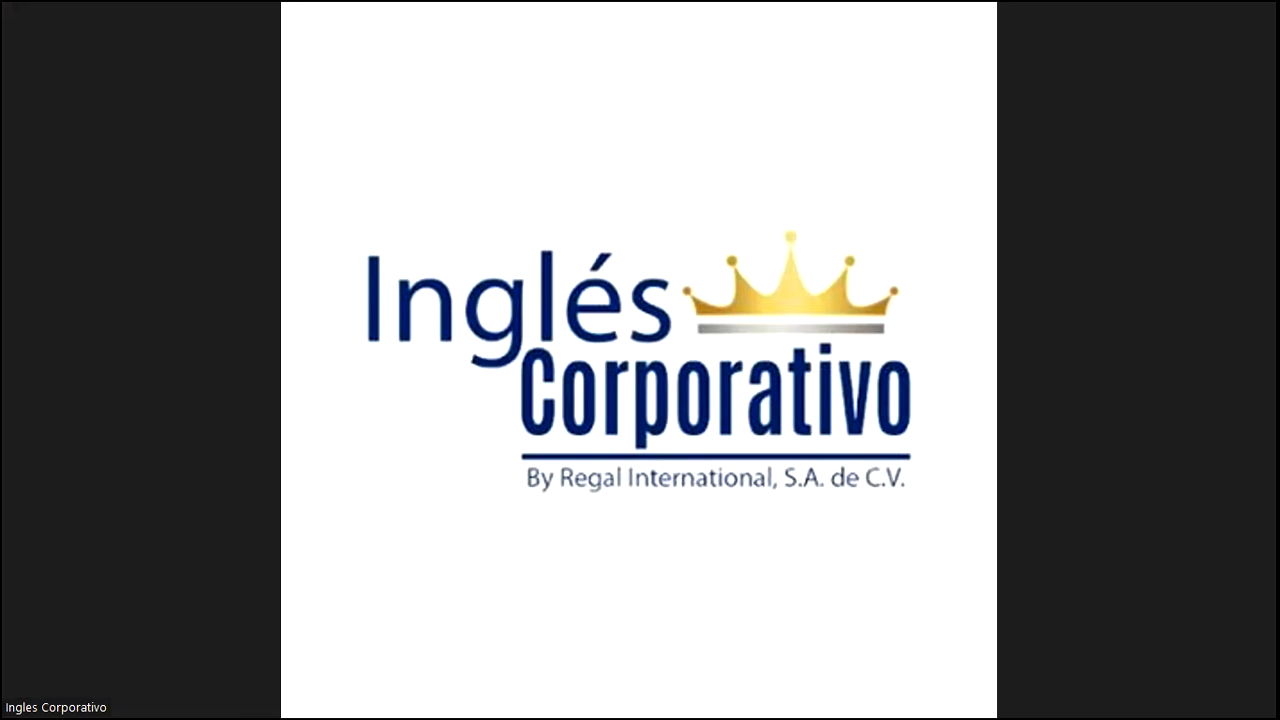 Inglés
Corporativo
By Regal International, S.A. de C.V.
Ingles Corporativo